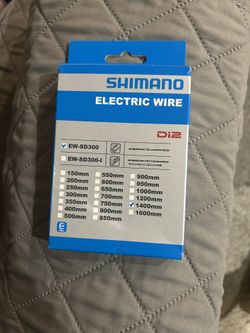 SHIMANO
ELECTRIC WIRE
Di2
EW-SD300
EW-SD300-I
150mm 550mm 900mm
200mm 600mm 950mm
250mm 650mm 1000mm
300mm 700mm 1200mm
350mm 750mm 1400mm
400mm 800mm 1600mm
500mm 850mm
E